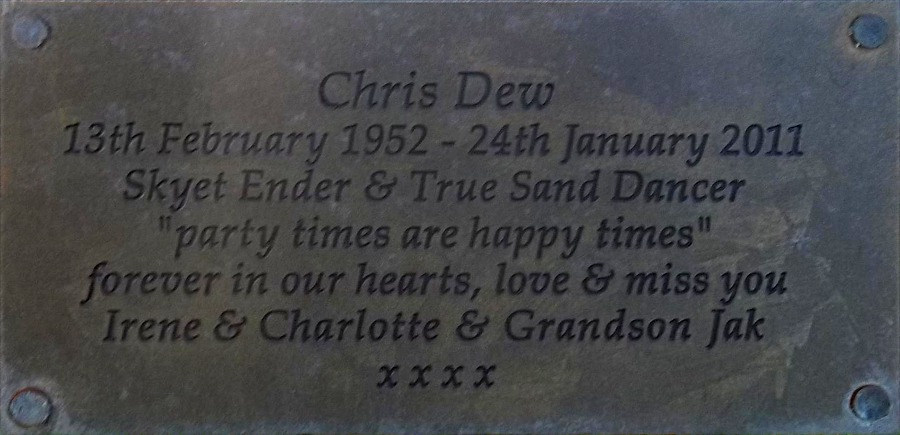 Chris Dew
13th February 1952 - 24th January 2011
Skyet Ender & True Sand Dancer
"party times are happy times"
forever in our hearts, love & miss you
Irene & Charlotte & Grandson Jak
x x x x